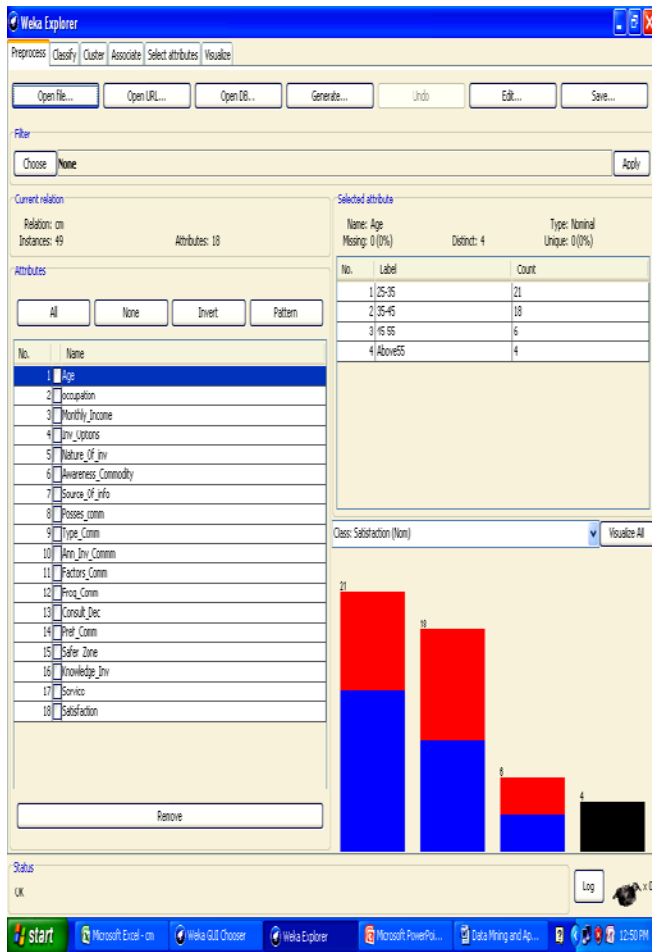 Weka Explorer
Preprocess Classify Cluster Associate Select attributes Visualize
Open file... Open URL... Open DB... Generate... Undo Edit... Save...
Filter
Choose None Apply
Current relation
Relation: cm
Instances: 49 Attributes: 18
Attributes
All None Invert Pattern
No. Name
1 Age
2 occupation
3 Monthly_Income
4 Inv_Options
5 Nature_Of_inv
6 Awareness_Commodity
7 Source_Of_info
8 Posses_comm
9 Type_Comm
10 Ann_Inv_Commm
11 Factors_Comm
12 Freq_Comm
13 Consult_Dec
14 Pref_Comm
15 Safer Zone
16 Knowledge_Inv
17 Service
18 Satisfaction
Remove
Selected attribute
Name: Age Type: Nominal
Missing: 0 (0%) Distinct: 4 Unique: 0 (0%)
No. Label Count
1 25-35 21
2 35-45 18
3 45 55 6
4 Above55 4
Class: Satisfaction (Nom) Visualize All
21
18
6
4
Status
OK
Log x 0
start Microsoft Excel - cm Weka GUI Chooser Weka Explorer Microsoft PowerPoi... Data Mining and Ap... 12:50 PM